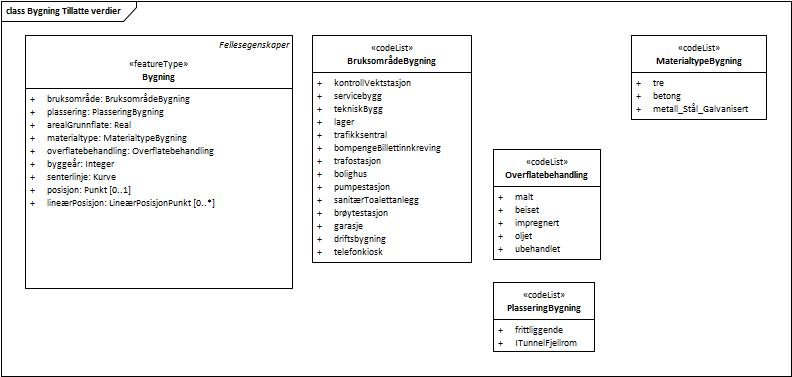 class Bygning Tillatte verdier
Fellesegenskaper
«featureType»
Bygning
+ bruksområde: BruksområdeBygning
+ plassering: PlasseringBygning
+ arealGrunnflate: Real
+ materialtype: MaterialtypeBygning
+ overflatebehandling: Overflatebehandling
+ byggeår: Integer
+ senterlinje: Kurve
+ posisjon: Punkt [0..1]
+ lineærPosisjon: LineærPosisjonPunkt [0..*]
«codeList»
BruksområdeBygning
+ kontrollVektstasjon
+ servicebygg
+ tekniskBygg
+ lager
+ trafikksentral
+ bompengeBillettinnkreving
+ trafostasjon
+ bolighus
+ pumpestasjon
+ sanitærToalettanlegg
+ brøytestasjon
+ garasje
+ driftsbygning
+ telefonkiosk
«codeList»
MaterialtypeBygning
+ tre
+ betong
+ metall_Stål_Galvanisert
«codeList»
Overflatebehandling
+ malt
+ beiset
+ impregnert
+ oljet
+ ubehandlet
«codeList»
PlasseringBygning
+ frittliggende
+ ITunnelFjellrom